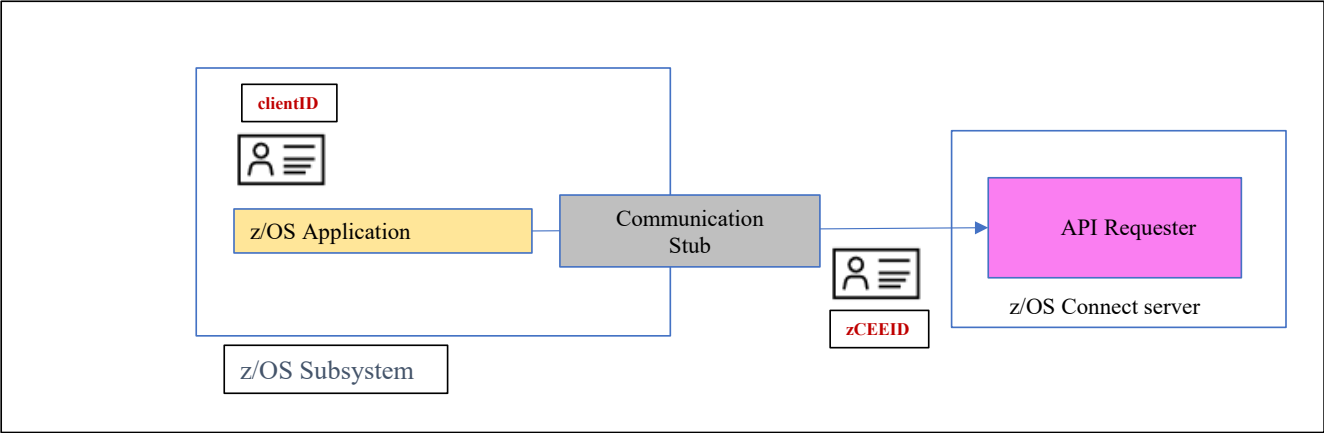 clientID
z/OS Application
Communication
Stub
API Requester
z/OS Connect server
zCEEID
z/OS Subsystem